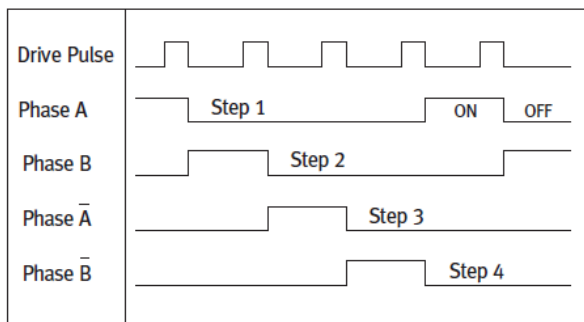 Drive Pulse
Phase A Step 1 ON OFF
Phase B Step 2
Phase A̅ Step 3
Phase B̅ Step 4